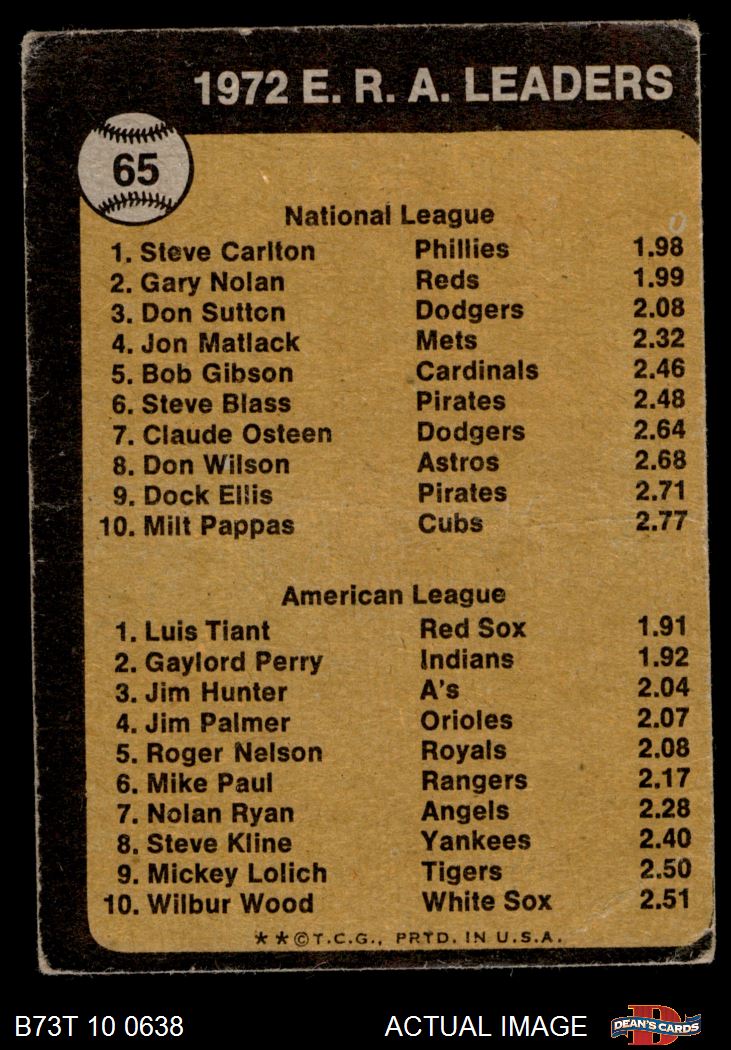 1972 E. R. A. LEADERS
65
National League
1. Steve Carlton Phillies 1.98
2. Gary Nolan Reds 1.99
3. Don Sutton Dodgers 2.08
4. Jon Matlack Mets 2.32
5. Bob Gibson Cardinals 2.46
6. Steve Blass Pirates 2.48
7. Claude Osteen Dodgers 2.64
8. Don Wilson Astros 2.68
9. Dock Ellis Pirates 2.71
10. Milt Pappas Cubs 2.77
American League
1. Luis Tiant Red Sox 1.91
2. Gaylord Perry Indians 1.92
3. Jim Hunter A's 2.04
4. Jim Palmer Orioles 2.07
5. Roger Nelson Royals 2.08
6. Mike Paul Rangers 2.17
7. Nolan Ryan Angels 2.28
8. Steve Kline Yankees 2.40
9. Mickey Lolich Tigers 2.50
10. Wilbur Wood White Sox 2.51
★ ★ © T.C.G., PRTD. IN U.S.A.
B73T 10 0638 ACTUAL IMAGE DEAN'S CARDS